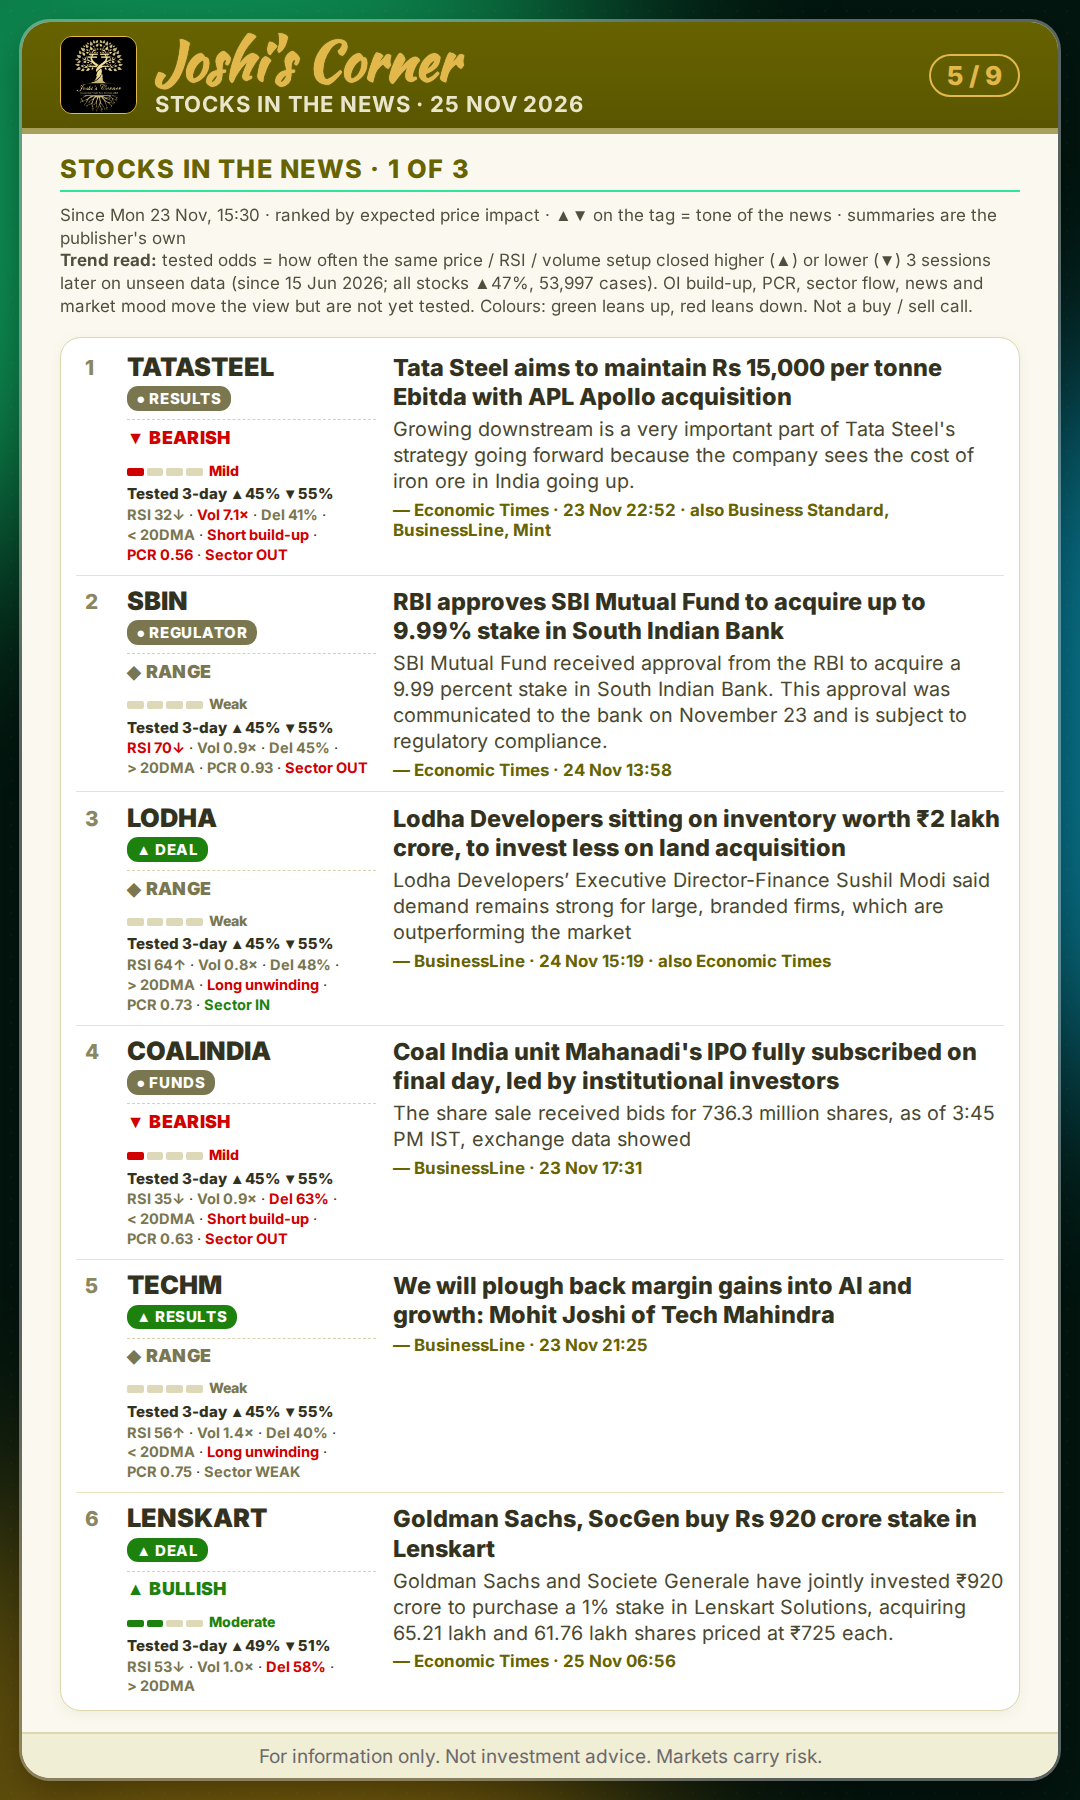 Joshi's Corner
Joshi's Corner
STOCKS IN THE NEWS · 25 NOV 2026
5 / 9
STOCKS IN THE NEWS · 1 OF 3
Since Mon 23 Nov, 15:30 · ranked by expected price impact · ▲▼ on the tag = tone of the news · summaries are the
publisher's own
Trend read: tested odds = how often the same price / RSI / volume setup closed higher (▲) or lower (▼) 3 sessions
later on unseen data (since 15 Jun 2026; all stocks ▲47%, 53,997 cases). OI build-up, PCR, sector flow, news and
market mood move the view but are not yet tested. Colours: green leans up, red leans down. Not a buy / sell call.
1
TATASTEEL
● RESULTS
▼ BEARISH
Mild
Tested 3-day ▲45% ▼55%
RSI 32↓ · Vol 7.1× · Del 41% ·
< 20DMA · Short build-up ·
PCR 0.56 · Sector OUT
Tata Steel aims to maintain Rs 15,000 per tonne
Ebitda with APL Apollo acquisition
Growing downstream is a very important part of Tata Steel's
strategy going forward because the company sees the cost of
iron ore in India going up.
— Economic Times · 23 Nov 22:52 · also Business Standard,
BusinessLine, Mint
2
SBIN
● REGULATOR
◆ RANGE
Weak
Tested 3-day ▲45% ▼55%
RSI 70↓ · Vol 0.9× · Del 45% ·
> 20DMA · PCR 0.93 · Sector OUT
RBI approves SBI Mutual Fund to acquire up to
9.99% stake in South Indian Bank
SBI Mutual Fund received approval from the RBI to acquire a
9.99 percent stake in South Indian Bank. This approval was
communicated to the bank on November 23 and is subject to
regulatory compliance.
— Economic Times · 24 Nov 13:58
3
LODHA
▲ DEAL
◆ RANGE
Weak
Tested 3-day ▲45% ▼55%
RSI 64↑ · Vol 0.8× · Del 48% ·
> 20DMA · Long unwinding ·
PCR 0.73 · Sector IN
Lodha Developers sitting on inventory worth ₹2 lakh
crore, to invest less on land acquisition
Lodha Developers’ Executive Director-Finance Sushil Modi said
demand remains strong for large, branded firms, which are
outperforming the market
— BusinessLine · 24 Nov 15:19 · also Economic Times
4
COALINDIA
● FUNDS
▼ BEARISH
Mild
Tested 3-day ▲45% ▼55%
RSI 35↓ · Vol 0.9× · Del 63% ·
< 20DMA · Short build-up ·
PCR 0.63 · Sector OUT
Coal India unit Mahanadi's IPO fully subscribed on
final day, led by institutional investors
The share sale received bids for 736.3 million shares, as of 3:45
PM IST, exchange data showed
— BusinessLine · 23 Nov 17:31
5
TECHM
▲ RESULTS
◆ RANGE
Weak
Tested 3-day ▲45% ▼55%
RSI 56↑ · Vol 1.4× · Del 40% ·
< 20DMA · Long unwinding ·
PCR 0.75 · Sector WEAK
We will plough back margin gains into AI and
growth: Mohit Joshi of Tech Mahindra
— BusinessLine · 23 Nov 21:25
6
LENSKART
▲ DEAL
▲ BULLISH
Moderate
Tested 3-day ▲49% ▼51%
RSI 53↓ · Vol 1.0× · Del 58% ·
> 20DMA
Goldman Sachs, SocGen buy Rs 920 crore stake in
Lenskart
Goldman Sachs and Societe Generale have jointly invested ₹920
crore to purchase a 1% stake in Lenskart Solutions, acquiring
65.21 lakh and 61.76 lakh shares priced at ₹725 each.
— Economic Times · 25 Nov 06:56
For information only. Not investment advice. Markets carry risk.